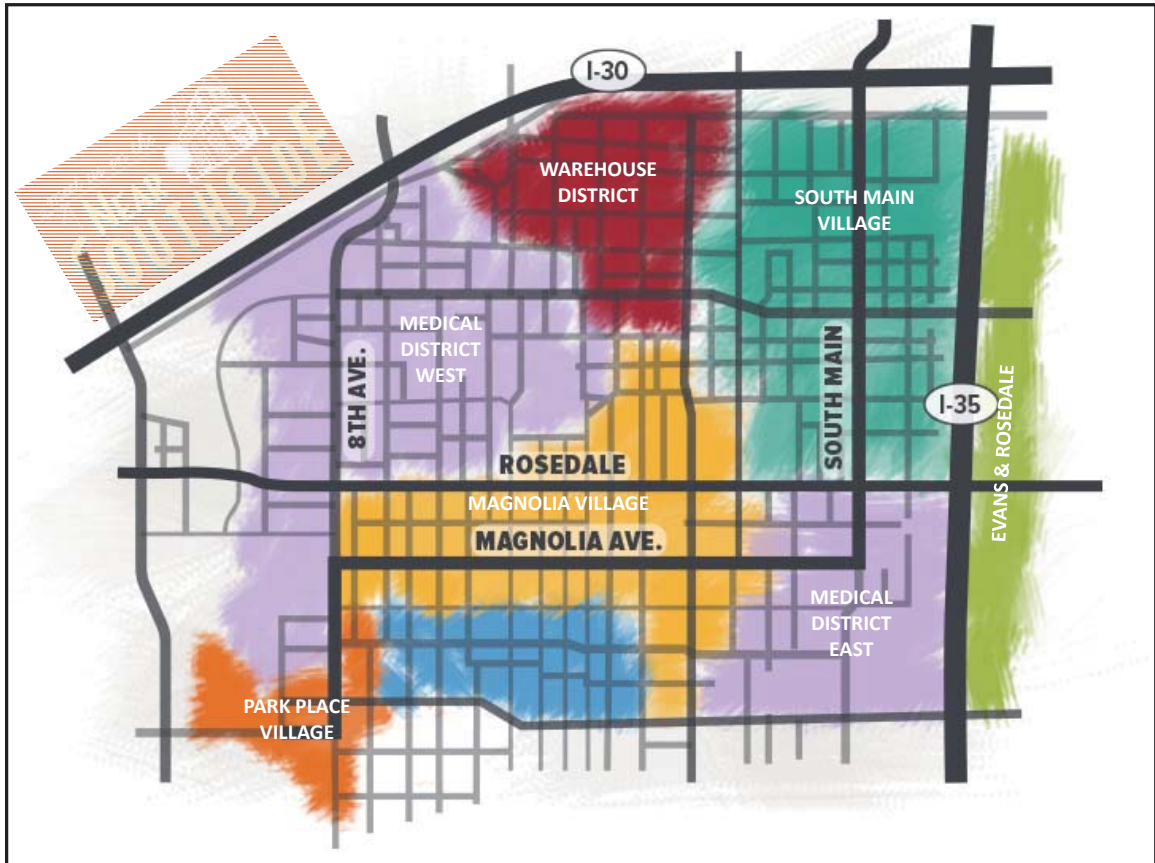 I-30
NEAR
SOUTHSIDE
WAREHOUSE
DISTRICT
SOUTH MAIN
VILLAGE
MEDICAL
DISTRICT
WEST
8TH AVE.
SOUTH MAIN
I-35
EVANS & ROSEDALE
ROSEDALE
MAGNOLIA VILLAGE
MAGNOLIA AVE.
MEDICAL
DISTRICT
EAST
PARK PLACE
VILLAGE